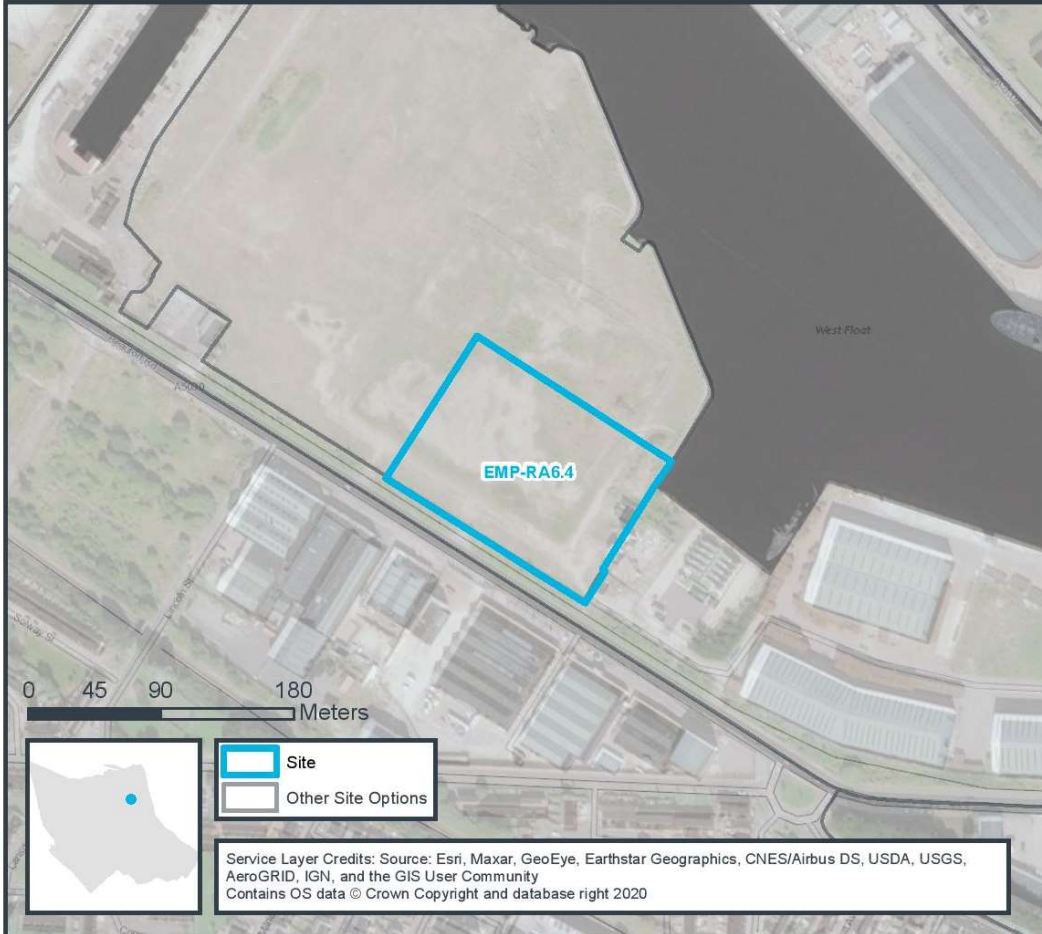 West Float
A5030
EMP-RA6.4
Lincoln St
0 45 90 180
Meters
Site
Other Site Options
Service Layer Credits: Source: Esri, Maxar, GeoEye, Earthstar Geographics, CNES/Airbus DS, USDA, USGS,
AeroGRID, IGN, and the GIS User Community
Contains OS data © Crown Copyright and database right 2020